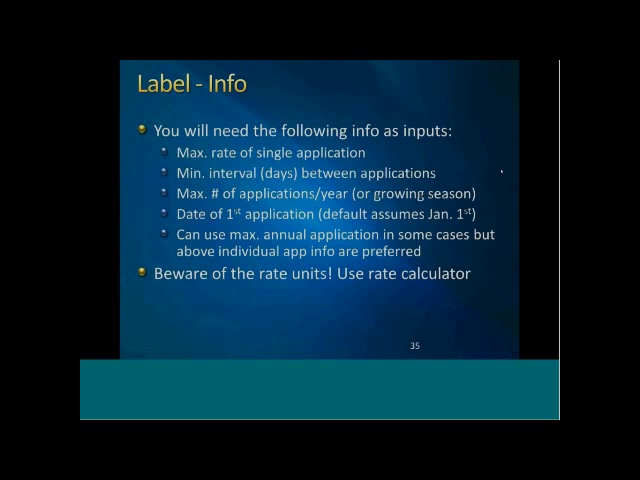 Label - Info
You will need the following info as inputs:
Max. rate of single application
Min. interval (days) between applications
Max. # of applications/year (or growing season)
Date of 1st application (default assumes Jan. 1st)
Can use max. annual application in some cases but
above individual app info are preferred
Beware of the rate units! Use rate calculator
35